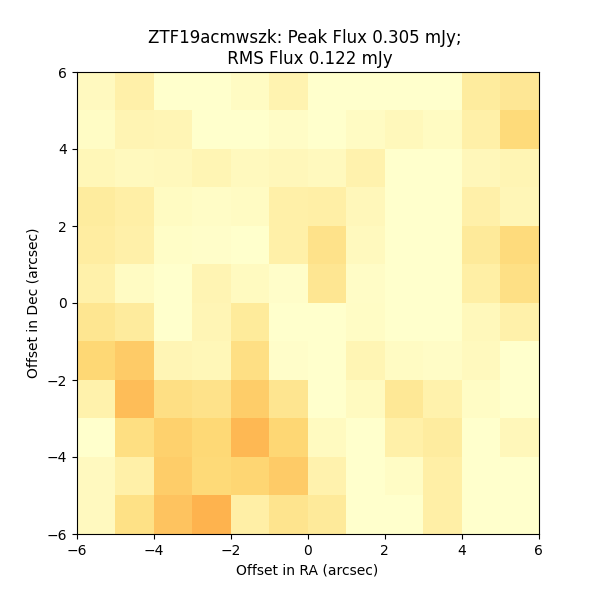 ZTF19acmwszk: Peak Flux 0.305 mJy;
RMS Flux 0.122 mJy
6
4
2
0
−2
−4
−6
Offset in Dec (arcsec)
−6 −4 −2 0 2 4 6
Offset in RA (arcsec)